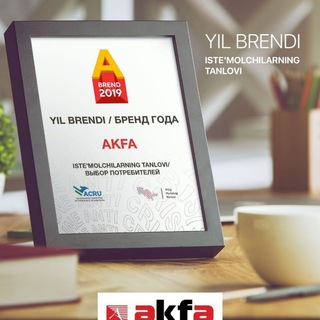 YIL BRENDI
ISTE'MOLCHILARNING
TANLOVI
A
BREND
2019
YIL BRENDI / БРЕНД ГОДА
AKFA
ISTE'MOLCHILARNING TANLOVI/
ВЫБОР ПОТРЕБИТЕЛЕЙ
ACRU
akfa